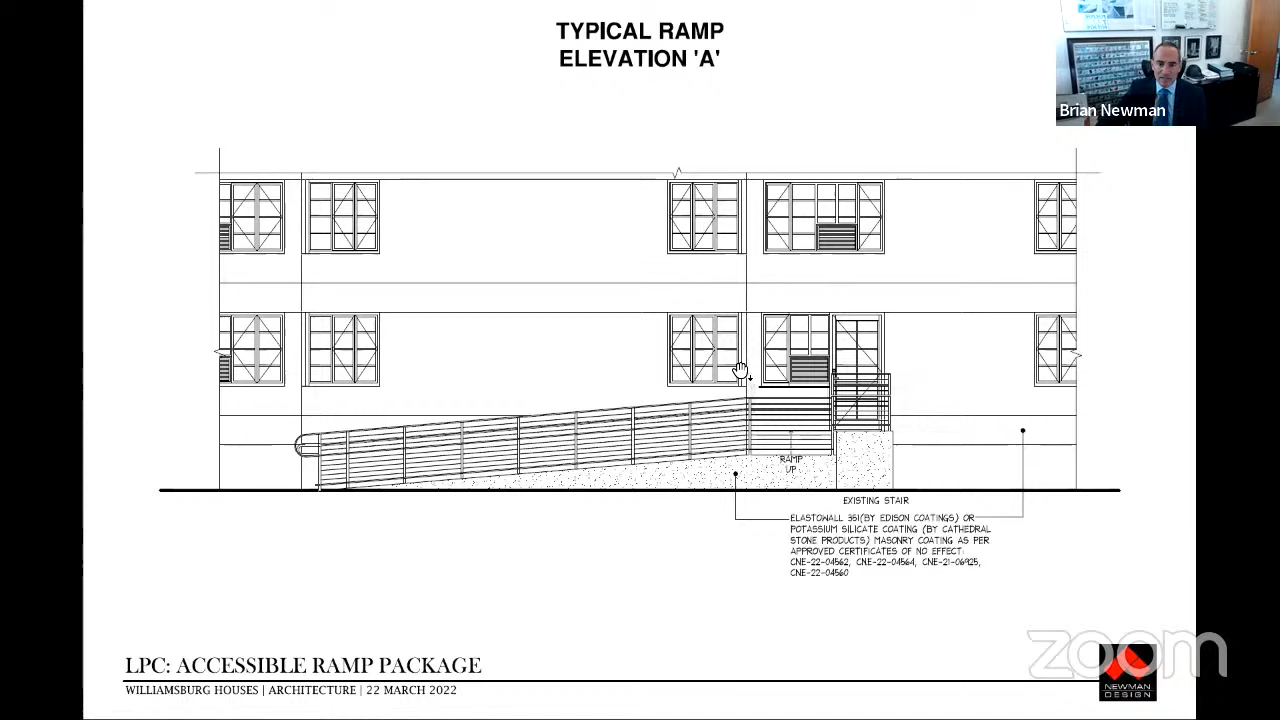 TYPICAL RAMP
ELEVATION 'A'
Brian Newman
RAMP
UP
EXISTING STAIR
ELASTOWALL 351(BY EDISON COATINGS) OR
POTASSIUM SILICATE COATING (BY CATHEDRAL
STONE PRODUCTS) MASONRY COATING AS PER
APPROVED CERTIFICATES OF NO EFFECT:
CNE-22-04562, CNE-22-04564, CNE-21-06925,
CNE-22-04560
zoom
LPC: ACCESSIBLE RAMP PACKAGE
WILLIAMSBURG HOUSES | ARCHITECTURE | 22 MARCH 2022
NEWMAN
DESIGN